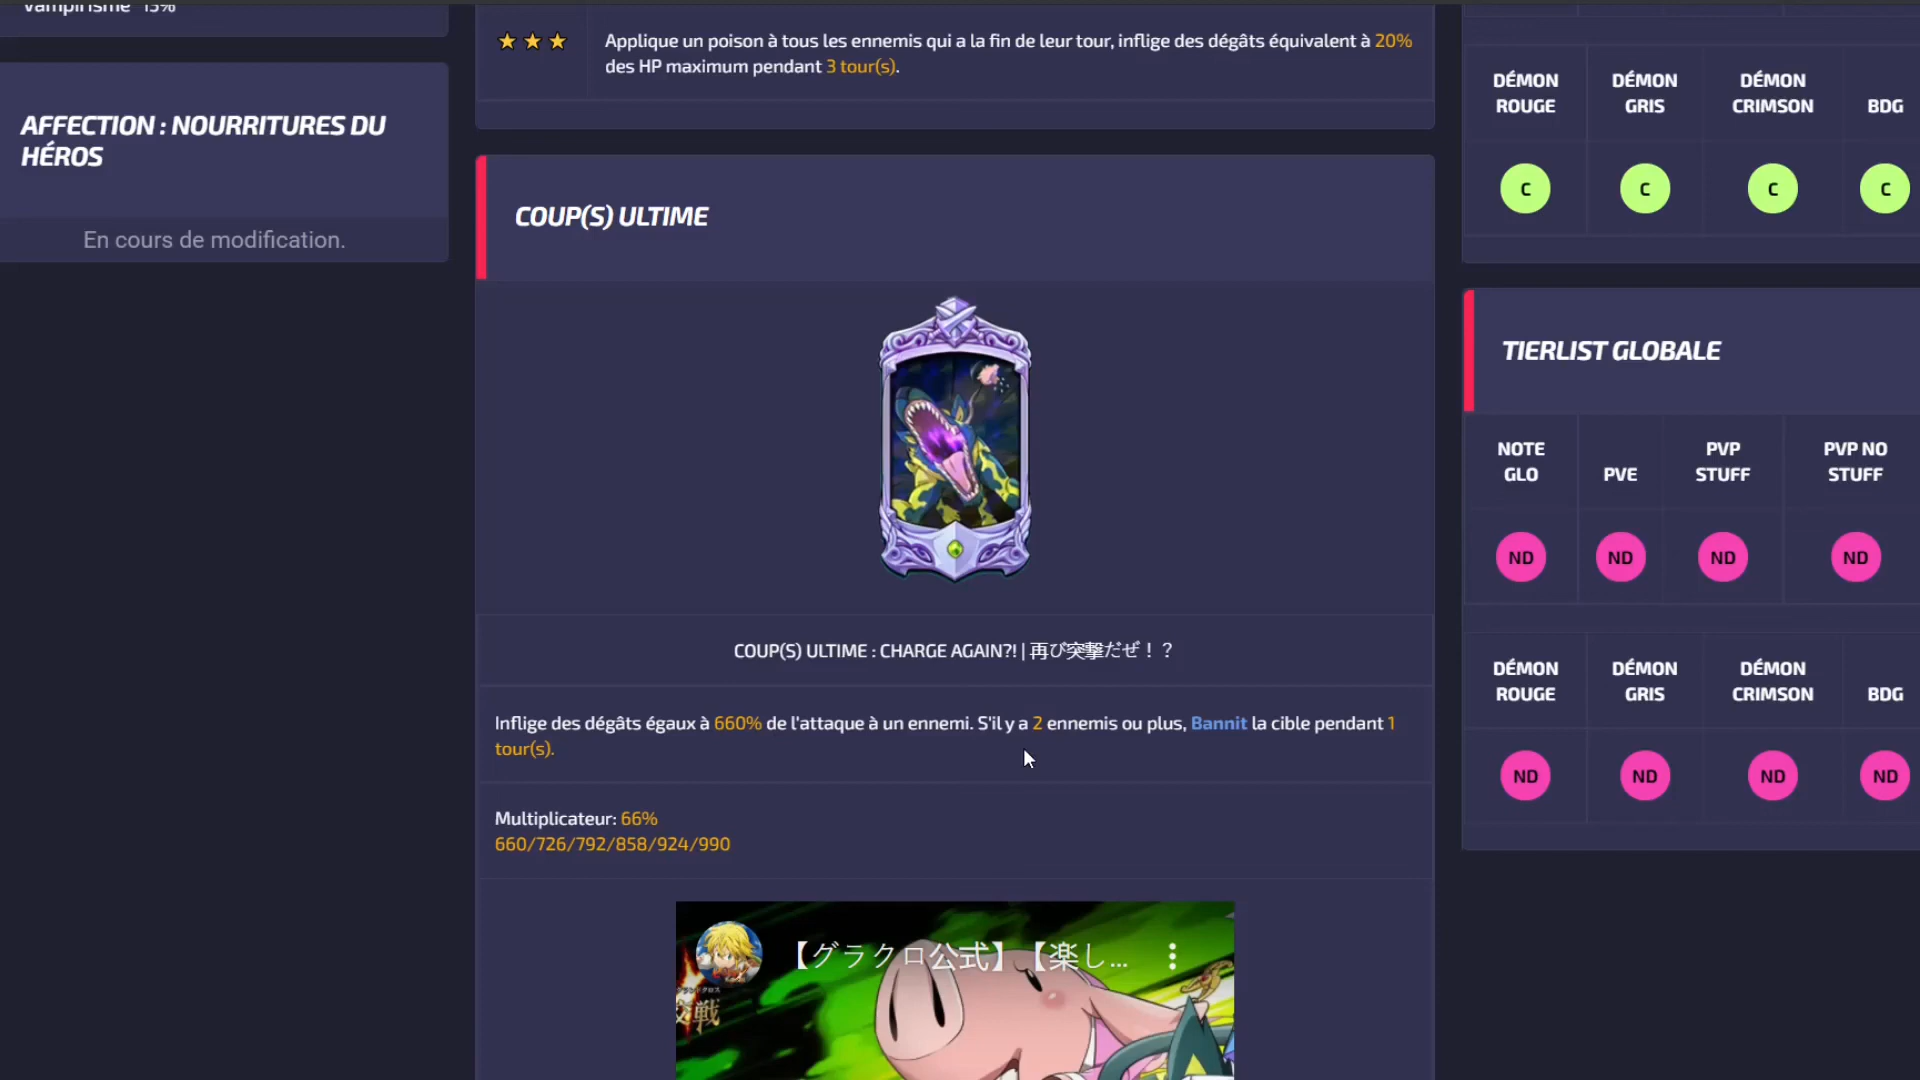 Vampirisme 15%
AFFECTION : NOURRITURES DU
HÉROS
En cours de modification.
★ ★ ★
Applique un poison à tous les ennemis qui a la fin de leur tour, inflige des dégâts équivalent à 20%
des HP maximum pendant 3 tour(s).
COUP(S) ULTIME
COUP(S) ULTIME : CHARGE AGAIN?! | 再び突撃だぜ！？
Inflige des dégâts égaux à 660% de l'attaque à un ennemi. S'il y a 2 ennemis ou plus, Bannit la cible pendant 1
tour(s).
Multiplicateur: 66%
660/726/792/858/924/990
【グラクロ公式】【楽し...
DÉMON ROUGE
DÉMON GRIS
DÉMON CRIMSON
BDG
C
C
C
C
TIERLIST GLOBALE
NOTE GLO
PVE
PVP STUFF
PVP NO STUFF
ND
ND
ND
ND
DÉMON ROUGE
DÉMON GRIS
DÉMON CRIMSON
BDG
ND
ND
ND
ND